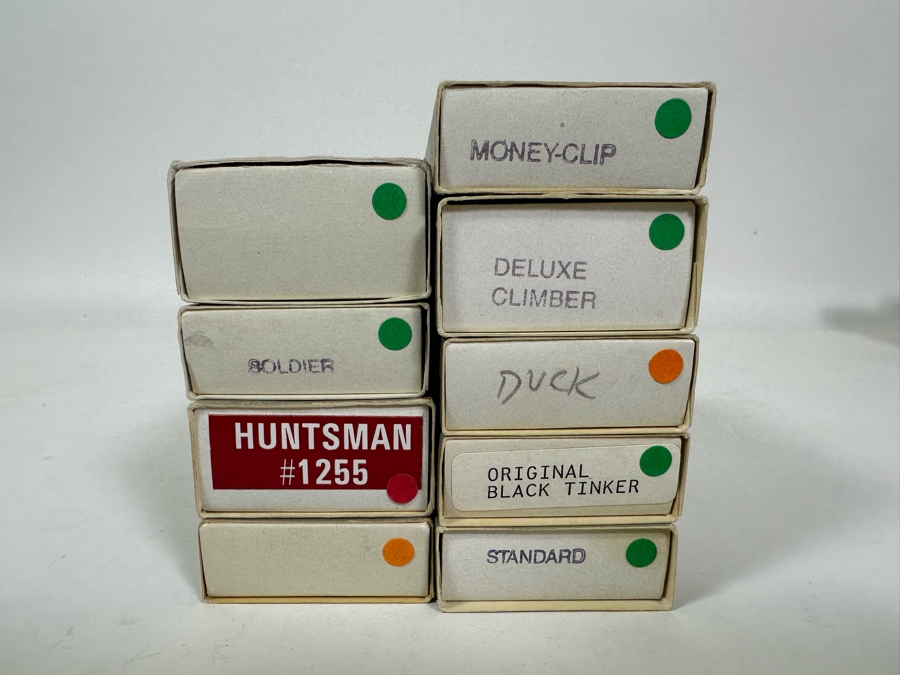 SOLDIER
HUNTSMAN
#1255
MONEY-CLIP
DELUXE
CLIMBER
DUCK
ORIGINAL
BLACK TINKER
STANDARD